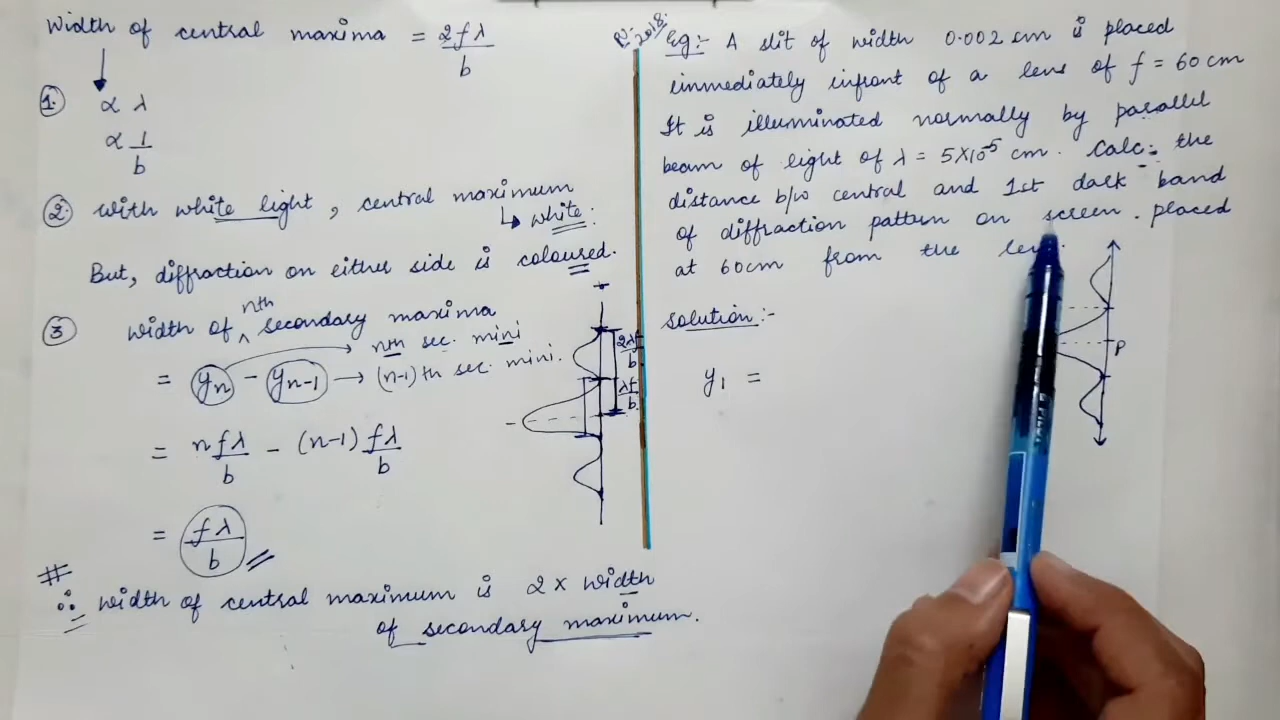 Width of central maxima = 2fλ/b
① ∝ λ
∝ 1/b
② with white light, central maximum
↳ white.
But, diffraction on either side is coloured.
③ width of nth secondary maxima
= yn - yn-1 → nth sec. mini
→ (n-1)th sec. mini.
= nfλ/b - (n-1) fλ/b
= fλ/b
#
∴ width of central maximum is 2 × width
of secondary maximum.
2λf/b
λf/b
2018.
Eg:- A slit of width 0.002 cm is placed
immediately infront of a lens of f = 60 cm
It is illuminated normally by parallel
beam of light of λ = 5×10⁻⁵ cm. Calc. the
distance b/w central and 1st dark band
of diffraction pattern on screen. placed
at 60cm from the
solution:-
y1 =
P